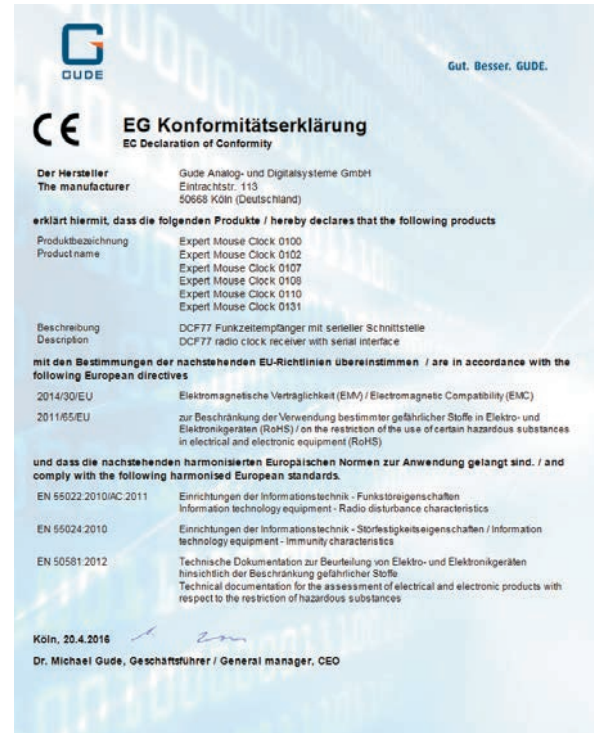 GUDE
Gut. Besser. GUDE.
CE
EG Konformitätserklärung
EC Declaration of Conformity
Der Hersteller
The manufacturer
Gude Analog- und Digitalsysteme GmbH
Eintrachtstr. 113
50668 Köln (Deutschland)
erklärt hiermit, dass die folgenden Produkte / hereby declares that the following products
Produktbezeichnung
Product name
Expert Mouse Clock 0100
Expert Mouse Clock 0102
Expert Mouse Clock 0107
Expert Mouse Clock 0108
Expert Mouse Clock 0110
Expert Mouse Clock 0131
Beschreibung
Description
DCF77 Funkzeitempfänger mit serieller Schnittstelle
DCF77 radio clock receiver with serial interface
mit den Bestimmungen der nachstehenden EU-Richtlinien übereinstimmen / are in accordance with the
following European directives
2014/30/EU
Elektromagnetische Verträglichkeit (EMV) / Electromagnetic Compatibility (EMC)
2011/65/EU
zur Beschränkung der Verwendung bestimmter gefährlicher Stoffe in Elektro- und
Elektronikgeräten (RoHS) / on the restriction of the use of certain hazardous substances
in electrical and electronic equipment (RoHS)
und dass die nachstehenden harmonisierten Europäischen Normen zur Anwendung gelangt sind. / and
comply with the following harmonised European standards.
EN 55022:2010/AC:2011
Einrichtungen der Informationstechnik - Funkstöreigenschaften
Information technology equipment - Radio disturbance characteristics
EN 55024:2010
Einrichtungen der Informationstechnik - Störfestigkeitseigenschaften / Information
technology equipment - Immunity characteristics
EN 50581:2012
Technische Dokumentation zur Beurteilung von Elektro- und Elektronikgeräten
hinsichtlich der Beschränkung gefährlicher Stoffe
Technical documentation for the assessment of electrical and electronic products with
respect to the restriction of hazardous substances
Köln, 20.4.2016
Dr. Michael Gude, Geschäftsführer / General manager, CEO